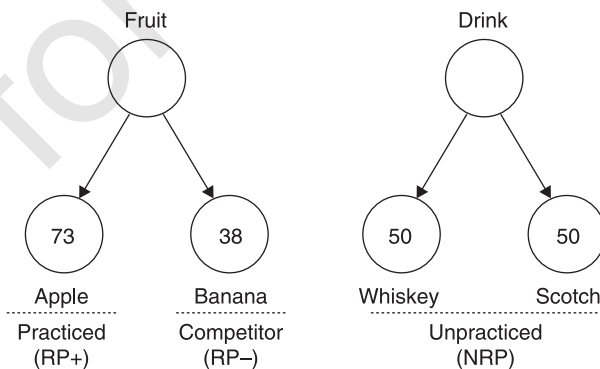 Fruit
Drink
73
38
50
50
Apple
Banana
Whiskey
Scotch
Practiced
(RP+)
Competitor
(RP–)
Unpracticed
(NRP)